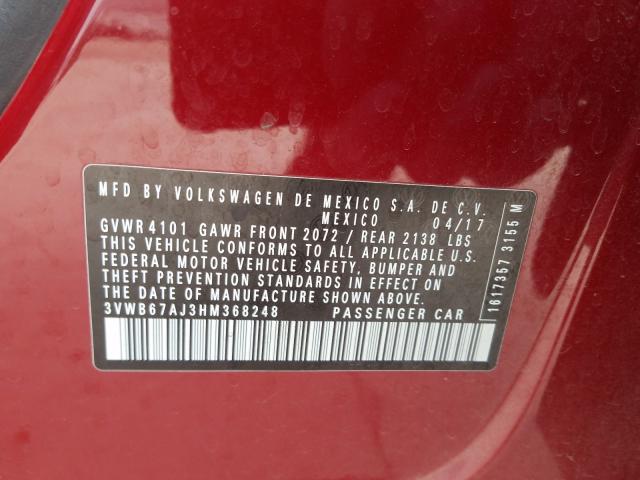 MFD BY VOLKSWAGEN DE MEXICO S.A. DE C.V.
MEXICO 04/17
GVWR 4101 GAWR FRONT 2072 / REAR 2138 LBS
THIS VEHICLE CONFORMS TO ALL APPLICABLE U.S.
FEDERAL MOTOR VEHICLE SAFETY, BUMPER AND
THEFT PREVENTION STANDARDS IN EFFECT ON
THE DATE OF MANUFACTURE SHOWN ABOVE.
3VWB67AJ3HM368248 PASSENGER CAR
1617357 3155 M